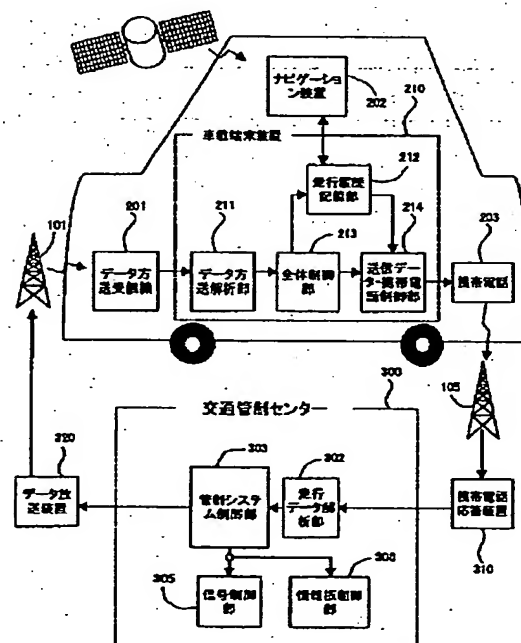 ナビゲーショ
ン装置
202
210
車載端末装置
212
走行履歴
記録部
101
201
211
213
214
203
データ放
送受信機
データ方
送解析部
全体制御
部
送信データ・携帯電
話制御部
携帯電話
300
交通管制センター
105
320
303
302
データ放
送装置
管制システ
ム制御部
走行
データ解
析部
携帯電話
応答装置
310
305
信号制御
部
308
情報板制御
部